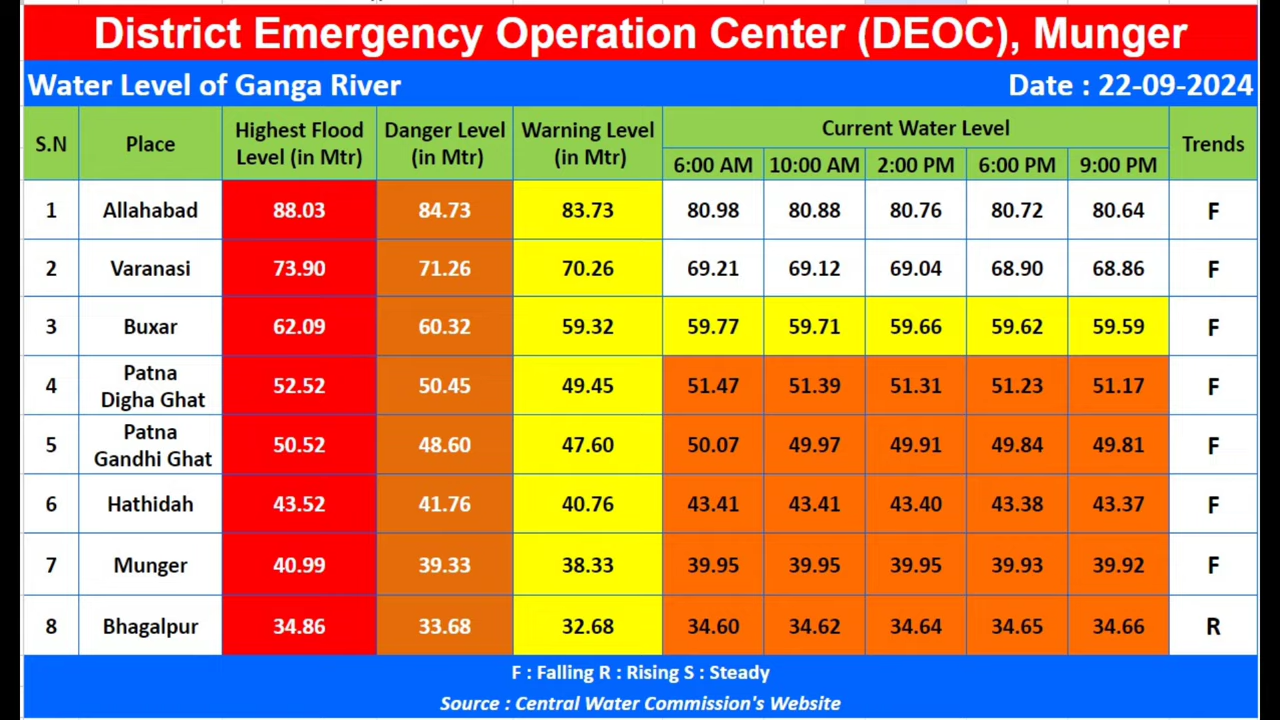 District Emergency Operation Center (DEOC), Munger
Water Level of Ganga River Date : 22-09-2024
S.N Place Highest Flood Level (in Mtr) Danger Level (in Mtr) Warning Level (in Mtr) Current Water Level Trends
6:00 AM 10:00 AM 2:00 PM 6:00 PM 9:00 PM
1 Allahabad 88.03 84.73 83.73 80.98 80.88 80.76 80.72 80.64 F
2 Varanasi 73.90 71.26 70.26 69.21 69.12 69.04 68.90 68.86 F
3 Buxar 62.09 60.32 59.32 59.77 59.71 59.66 59.62 59.59 F
4 Patna Digha Ghat 52.52 50.45 49.45 51.47 51.39 51.31 51.23 51.17 F
5 Patna Gandhi Ghat 50.52 48.60 47.60 50.07 49.97 49.91 49.84 49.81 F
6 Hathidah 43.52 41.76 40.76 43.41 43.41 43.40 43.38 43.37 F
7 Munger 40.99 39.33 38.33 39.95 39.95 39.95 39.93 39.92 F
8 Bhagalpur 34.86 33.68 32.68 34.60 34.62 34.64 34.65 34.66 R
F : Falling R : Rising S : Steady
Source : Central Water Commission's Website